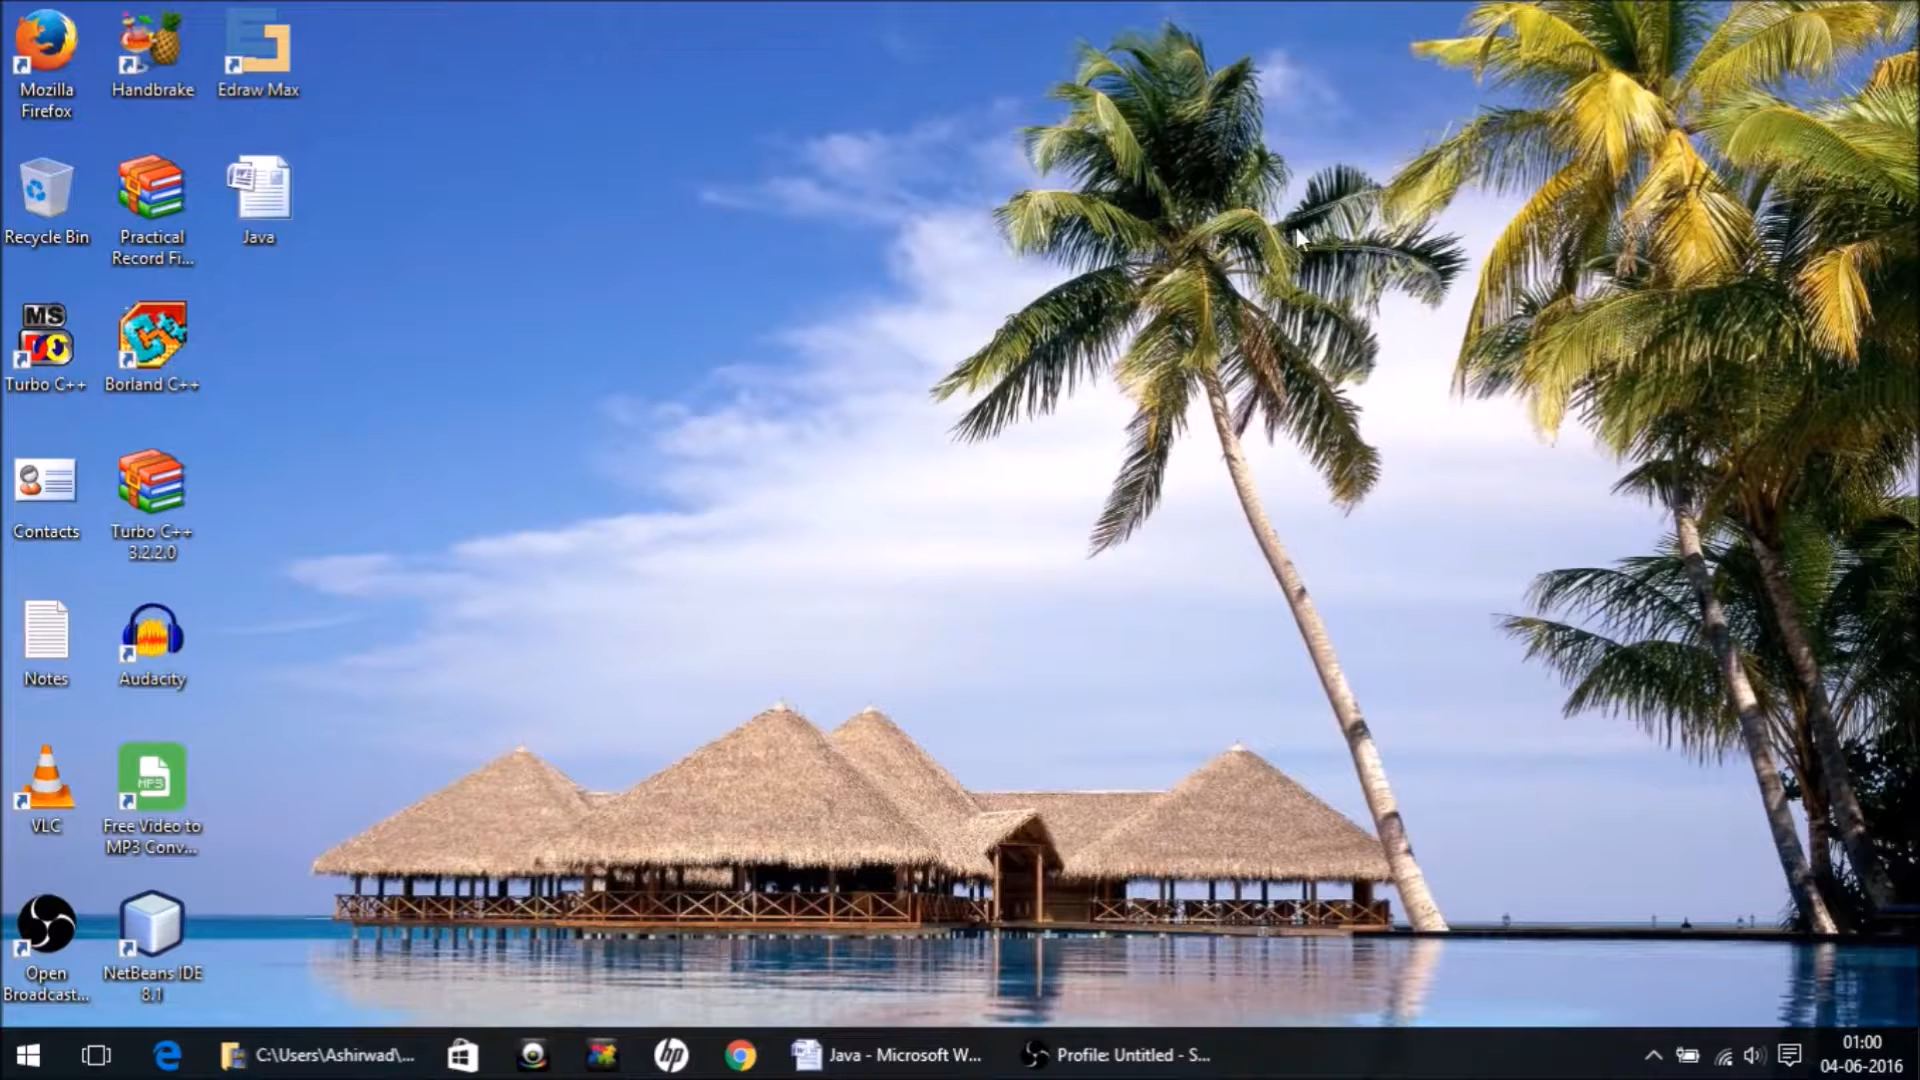 Mozilla
Firefox
Handbrake
Edraw Max
Recycle Bin
Practical
Record Fi...
Java
MS
Turbo C++
Borland C++
Contacts
Turbo C++
3.2.2.0
Notes
Audacity
VLC
MP3
Free Video to
MP3 Conv...
Open
Broadcast...
NetBeans IDE
8.1
C:\Users\Ashirwad\...
hp
Java - Microsoft W...
Profile: Untitled - S...
01:00
04-06-2016